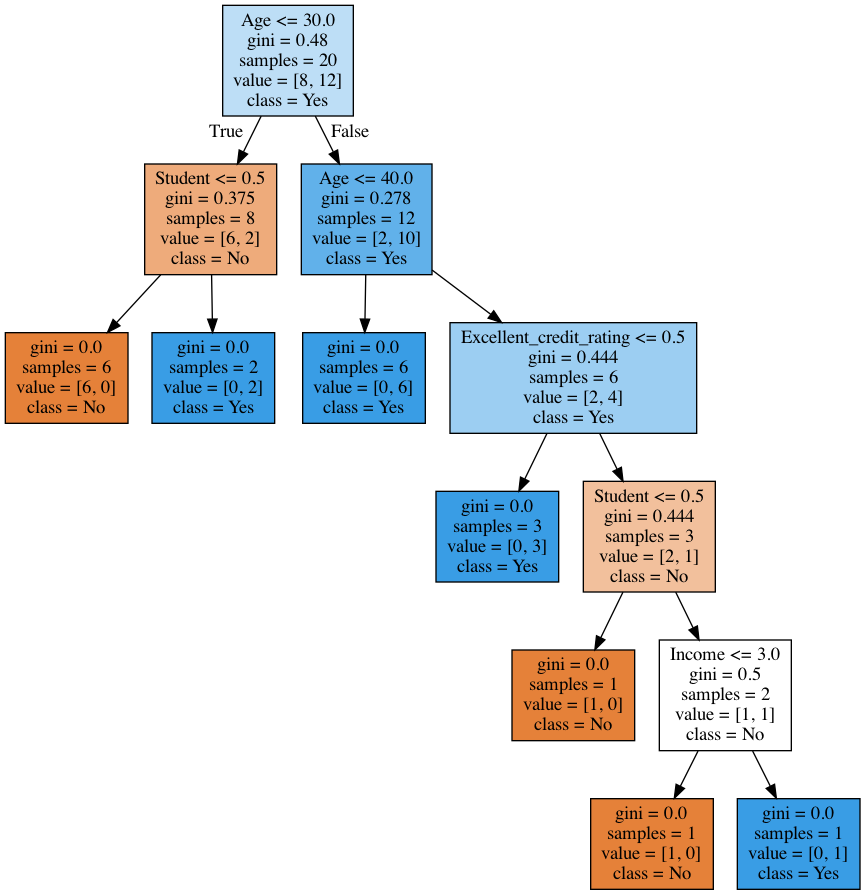 Age <= 30.0
gini = 0.48
samples = 20
value = [8, 12]
class = Yes
True
False
Student <= 0.5
gini = 0.375
samples = 8
value = [6, 2]
class = No
Age <= 40.0
gini = 0.278
samples = 12
value = [2, 10]
class = Yes
gini = 0.0
samples = 6
value = [6, 0]
class = No
gini = 0.0
samples = 2
value = [0, 2]
class = Yes
gini = 0.0
samples = 6
value = [0, 6]
class = Yes
Excellent_credit_rating <= 0.5
gini = 0.444
samples = 6
value = [2, 4]
class = Yes
gini = 0.0
samples = 3
value = [0, 3]
class = Yes
Student <= 0.5
gini = 0.444
samples = 3
value = [2, 1]
class = No
gini = 0.0
samples = 1
value = [1, 0]
class = No
Income <= 3.0
gini = 0.5
samples = 2
value = [1, 1]
class = No
gini = 0.0
samples = 1
value = [1, 0]
class = No
gini = 0.0
samples = 1
value = [0, 1]
class = Yes